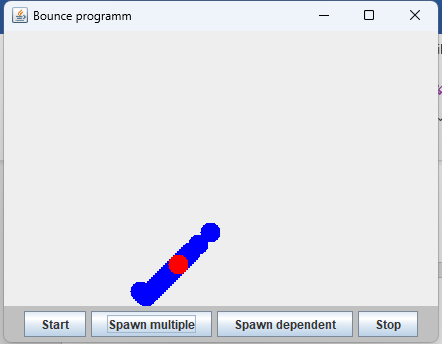 Bounce programm
Start
Spawn multiple
Spawn dependent
Stop